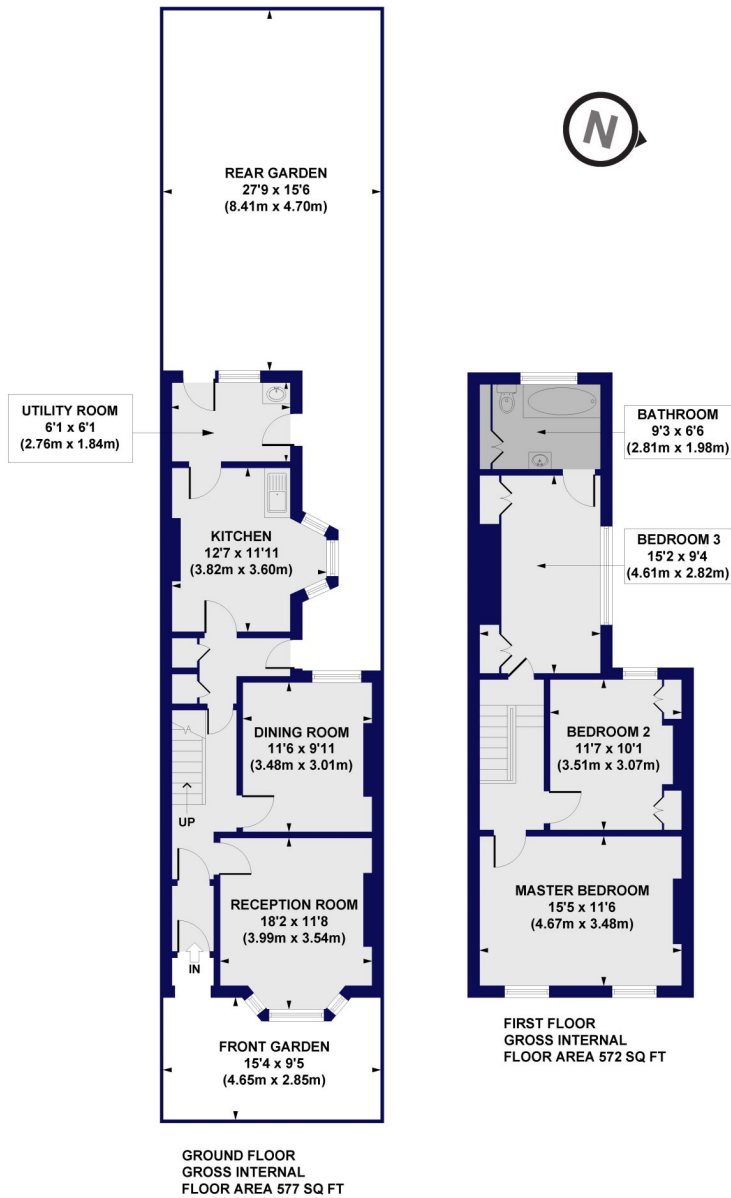 REAR GARDEN
27'9 x 15'6
(8.41m x 4.70m)
N
UTILITY ROOM
6'1 x 6'1
(2.76m x 1.84m)
KITCHEN
12'7 x 11'11
(3.82m x 3.60m)
DINING ROOM
11'6 x 9'11
(3.48m x 3.01m)
UP
RECEPTION ROOM
18'2 x 11'8
(3.99m x 3.54m)
IN
FRONT GARDEN
15'4 x 9'5
(4.65m x 2.85m)
GROUND FLOOR
GROSS INTERNAL
FLOOR AREA 577 SQ FT
BATHROOM
9'3 x 6'6
(2.81m x 1.98m)
BEDROOM 3
15'2 x 9'4
(4.61m x 2.82m)
BEDROOM 2
11'7 x 10'1
(3.51m x 3.07m)
MASTER BEDROOM
15'5 x 11'6
(4.67m x 3.48m)
FIRST FLOOR
GROSS INTERNAL
FLOOR AREA 572 SQ FT